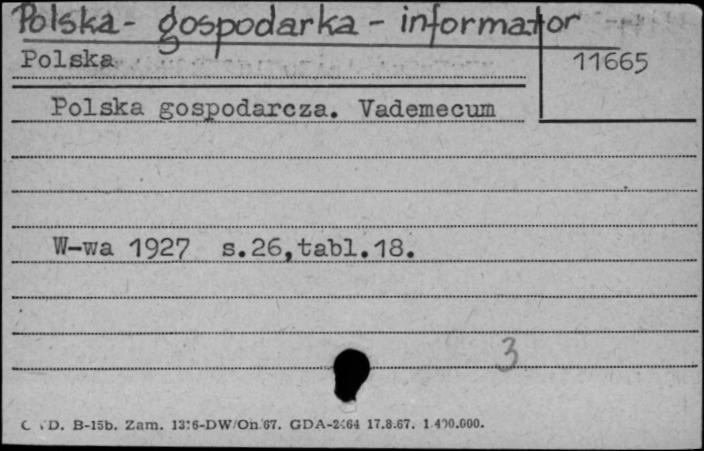 Polska - gospodarka - informator
Polska
11665
Polska gospodarcza. Vademecum
W-wa 1927 s.26,tabl.18.
3
B-15b. Zam. GDA- 17.8.67.